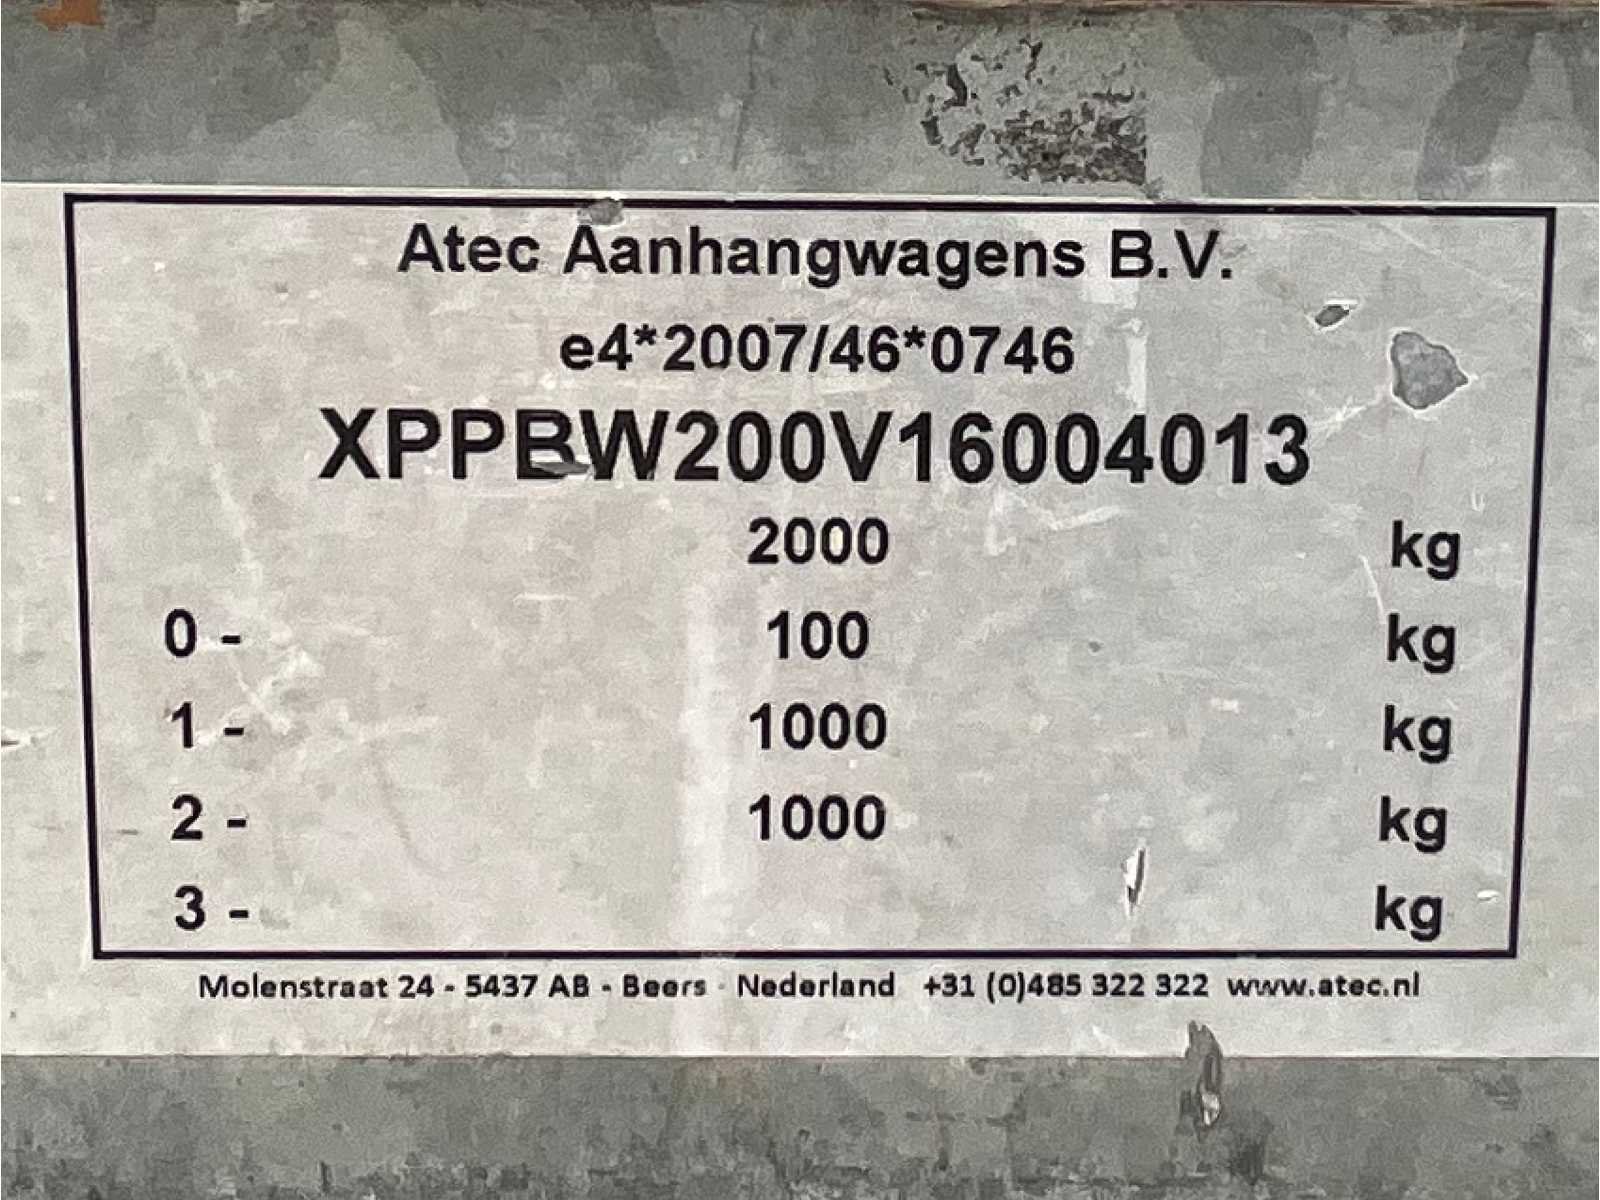 Atec Aanhangwagens B.V.
e4*2007/46*0746
XPPBW200V16004013
2000 kg
0 - 100 kg
1 - 1000 kg
2 - 1000 kg
3 - kg
Molenstraat 24 - 5437 AB - Beers - Nederland +31 (0)485 322 322 www.atec.nl